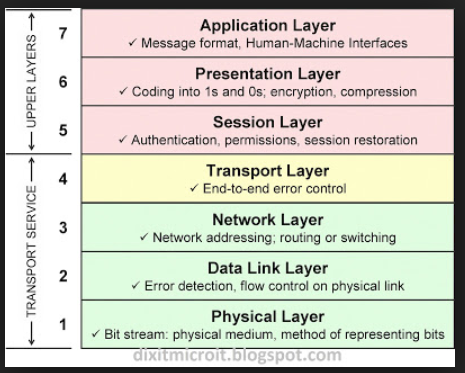 UPPER LAYERS
7
Application Layer
✓ Message format, Human-Machine Interfaces
6
Presentation Layer
✓ Coding into 1s and 0s; encryption, compression
5
Session Layer
✓ Authentication, permissions, session restoration
TRANSPORT SERVICE
4
Transport Layer
✓ End-to-end error control
3
Network Layer
✓ Network addressing; routing or switching
2
Data Link Layer
✓ Error detection, flow control on physical link
1
Physical Layer
✓ Bit stream: physical medium, method of representing bits
dixitmicroit.blogspot.com